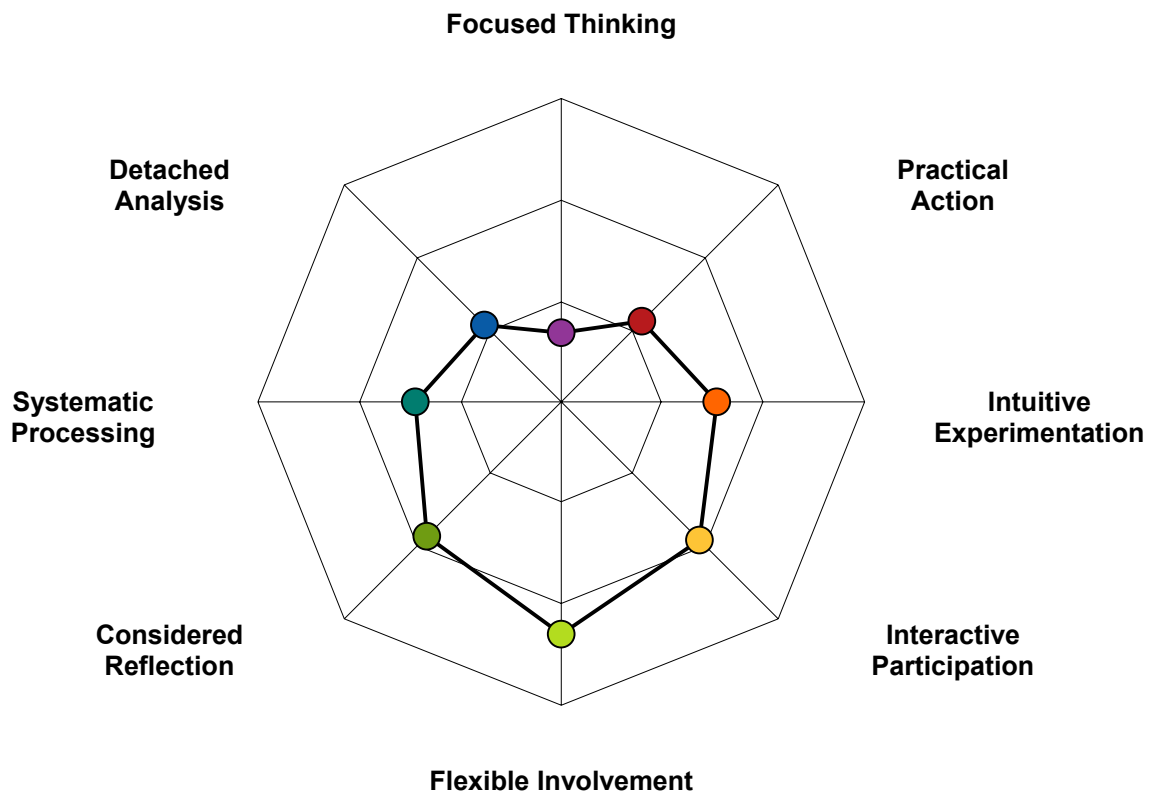 Focused Thinking
Detached
Analysis
Practical
Action
Systematic
Processing
Intuitive
Experimentation
Considered
Reflection
Interactive
Participation
Flexible Involvement